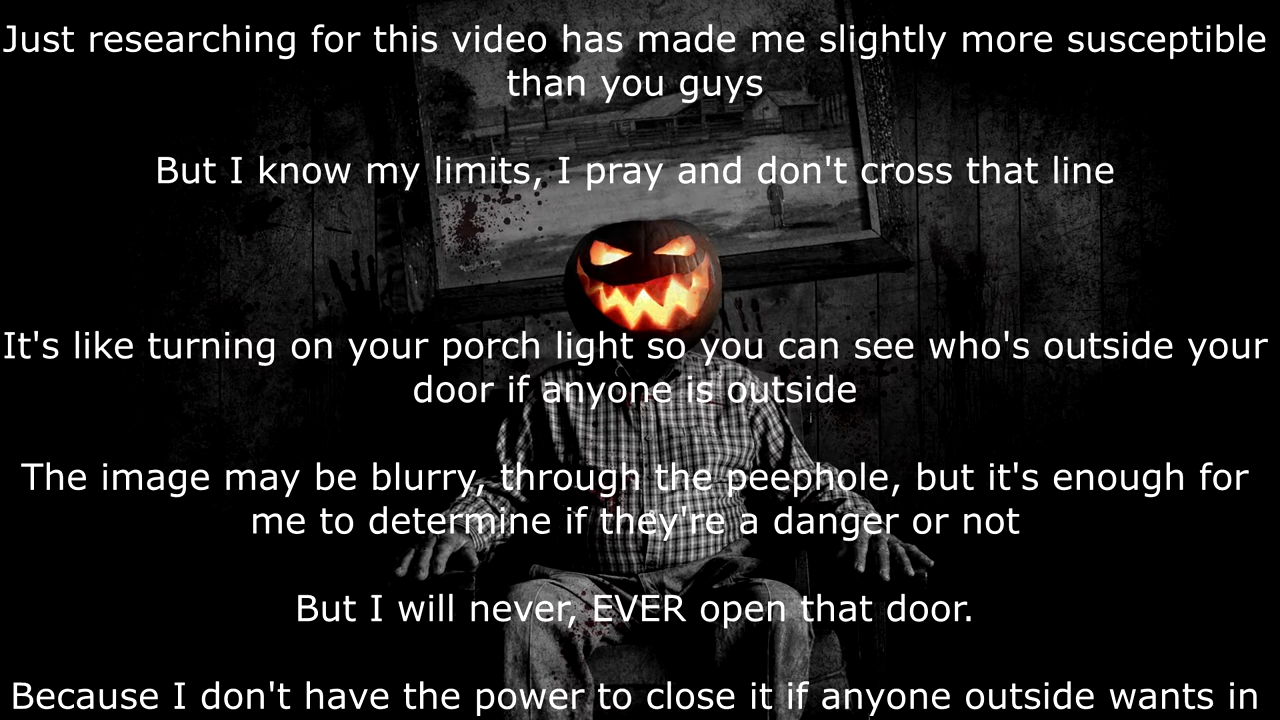 Just researching for this video has made me slightly more susceptible
than you guys
But I know my limits, I pray and don't cross that line
It's like turning on your porch light so you can see who's outside your
door if anyone is outside
The image may be blurry, through the peephole, but it's enough for
me to determine if they're a danger or not
But I will never, EVER open that door.
Because I don't have the power to close it if anyone outside wants in